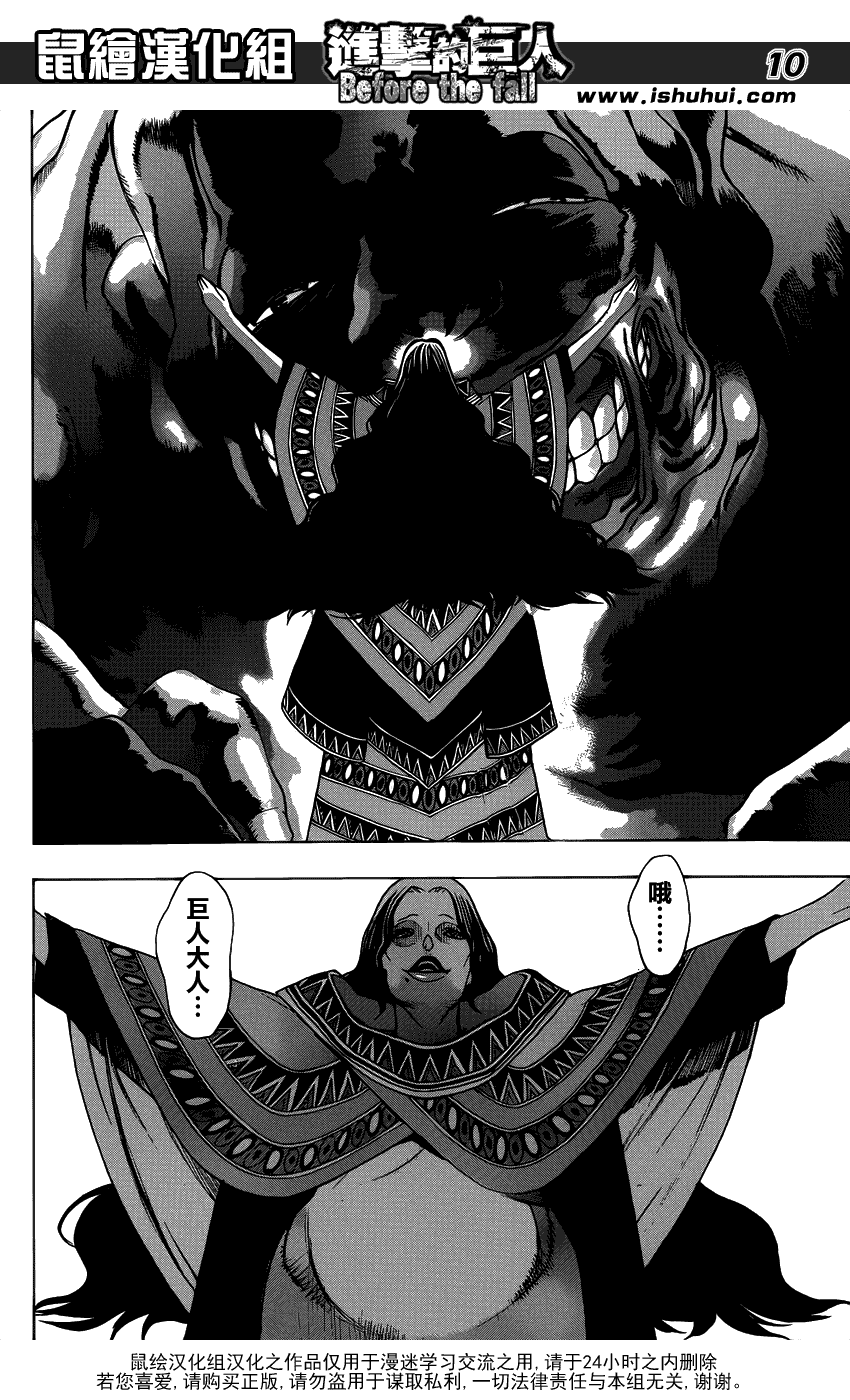 鼠繪漢化組
進擊的巨人
Before the fall
10
www.ishuhui.com
哦……
巨人大人…
鼠绘汉化组汉化之作品仅用于漫迷学习交流之用,请于24小时之内删除
若您喜爱,请购买正版,请勿盗用于谋取私利,一切法律责任与本组无关,谢谢。